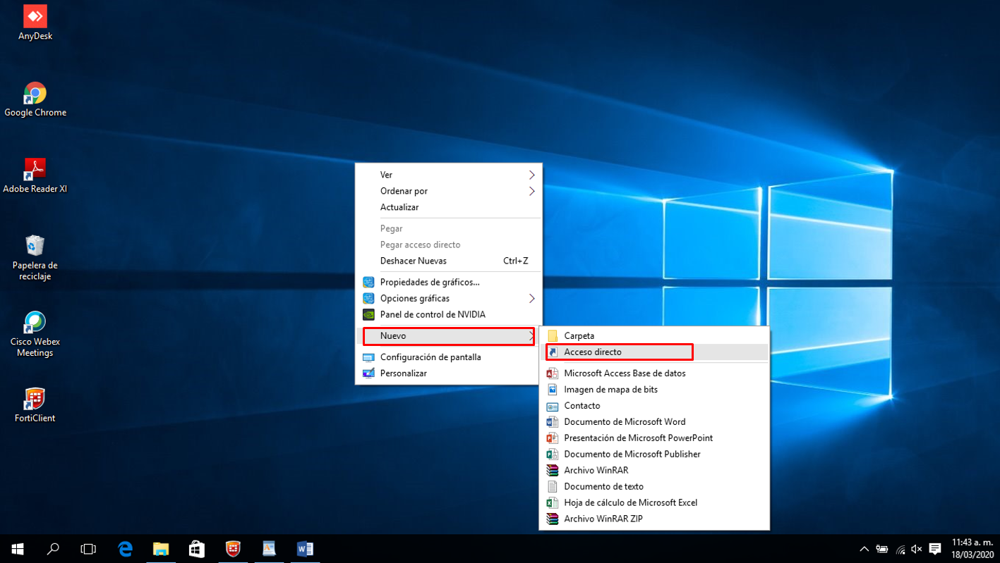 AnyDesk
Google Chrome
Adobe Reader XI
Papelera de
reciclaje
Cisco Webex
Meetings
FortiClient
Ver
Ordenar por
Actualizar
Pegar
Pegar acceso directo
Deshacer Nuevas Ctrl+Z
Propiedades de gráficos...
Opciones gráficas
Panel de control de NVIDIA
Nuevo
Configuración de pantalla
Personalizar
Carpeta
Acceso directo
Microsoft Access Base de datos
Imagen de mapa de bits
Contacto
Documento de Microsoft Word
Presentación de Microsoft PowerPoint
Documento de Microsoft Publisher
Archivo WinRAR
Documento de texto
Hoja de cálculo de Microsoft Excel
Archivo WinRAR ZIP
11:43 a. m.
18/03/2020